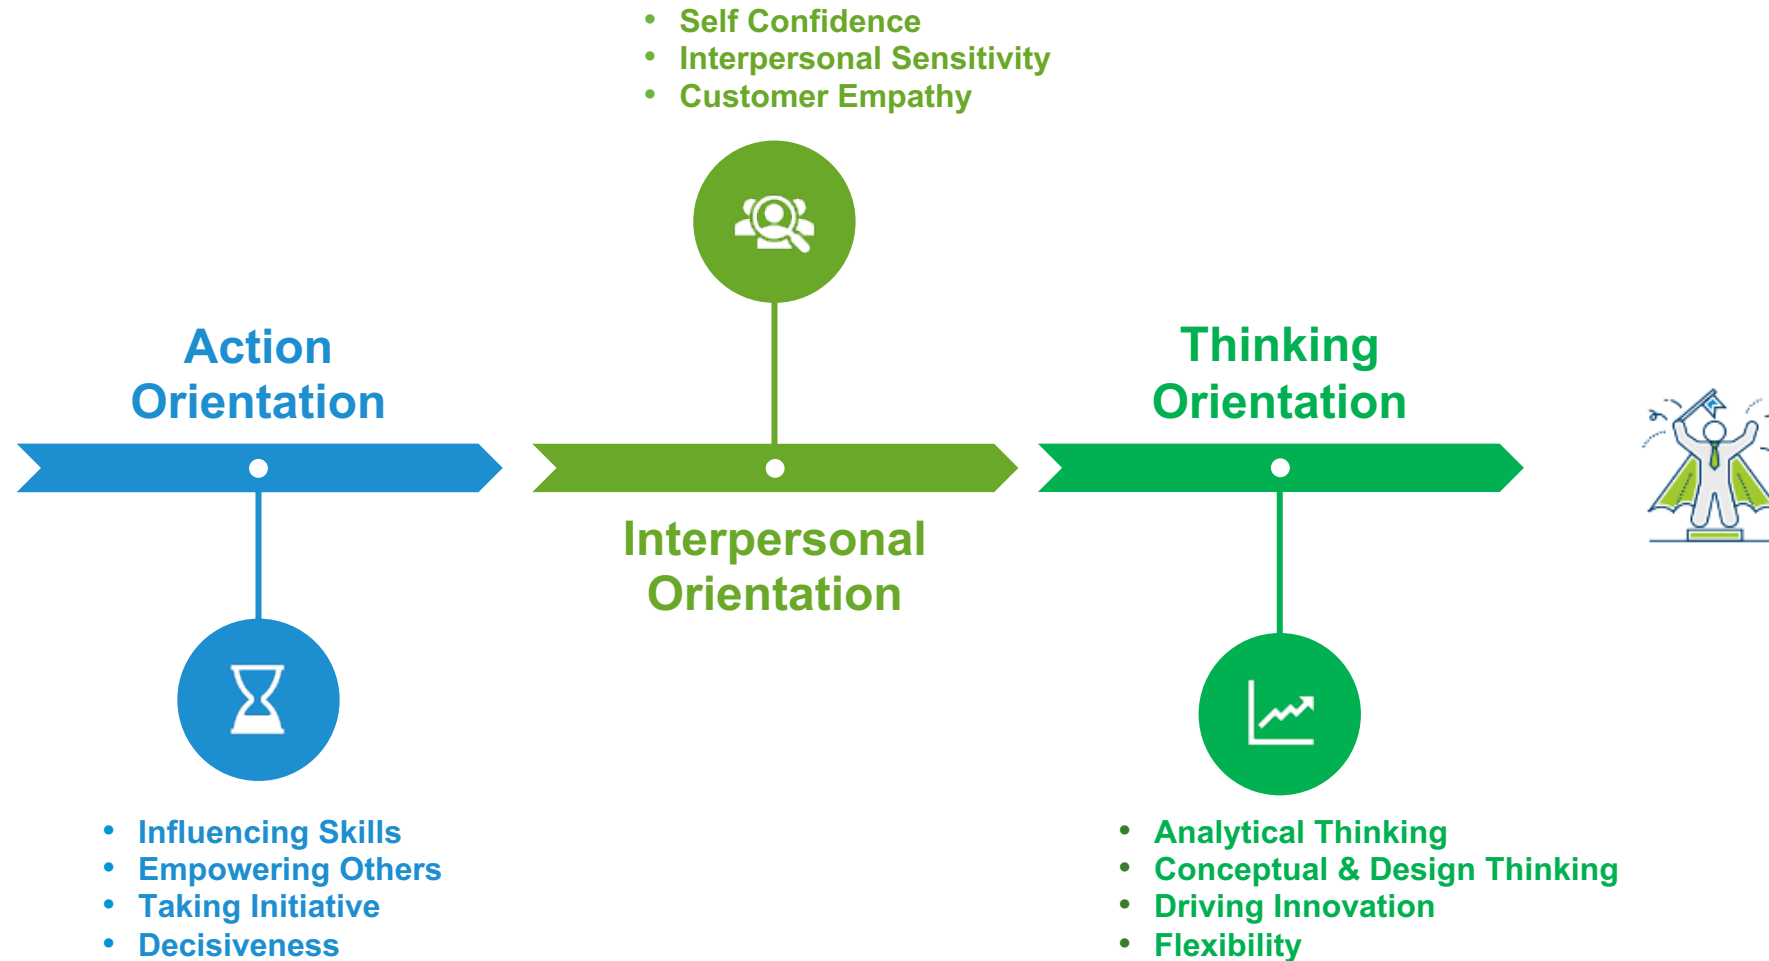 • Self Confidence
• Interpersonal Sensitivity
• Customer Empathy
Action
Orientation
Thinking
Orientation
Interpersonal
Orientation
• Influencing Skills
• Empowering Others
• Taking Initiative
• Decisiveness
• Analytical Thinking
• Conceptual & Design Thinking
• Driving Innovation
• Flexibility